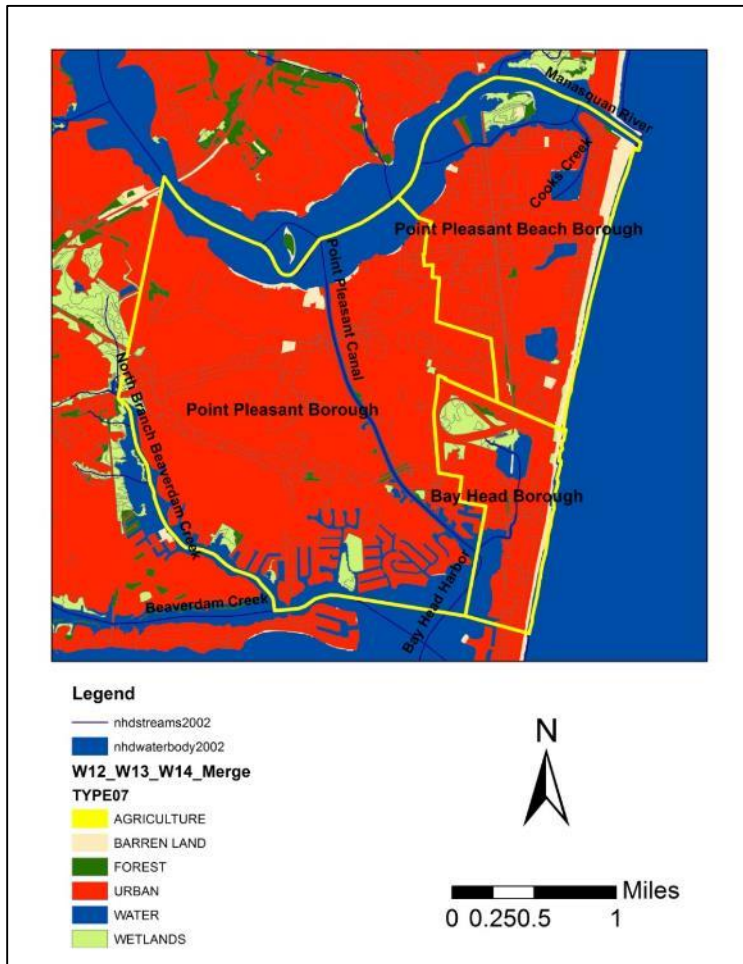 Manasquan River
Cooks Creek
Point Pleasant Beach Borough
Point Pleasant Canal
North Branch Beaverdam Creek
Point Pleasant Borough
Bay Head Borough
Beaverdam Creek
Bay Head Harbor
Legend
nhdstreams2002
nhdwaterbody2002
W12_W13_W14_Merge
TYPE07
AGRICULTURE
BARREN LAND
FOREST
URBAN
WATER
WETLANDS
N
Miles
0 0.250.5 1